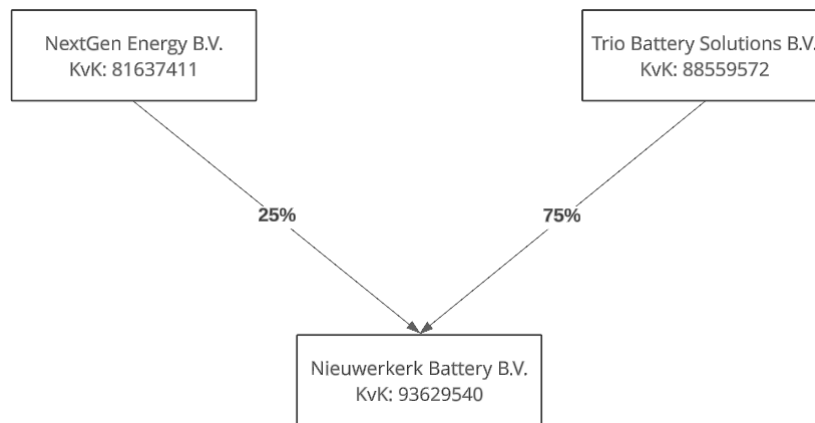 NextGen Energy B.V.
KvK: 81637411
Trio Battery Solutions B.V.
KvK: 88559572
25%
75%
Nieuwerkerk Battery B.V.
KvK: 93629540